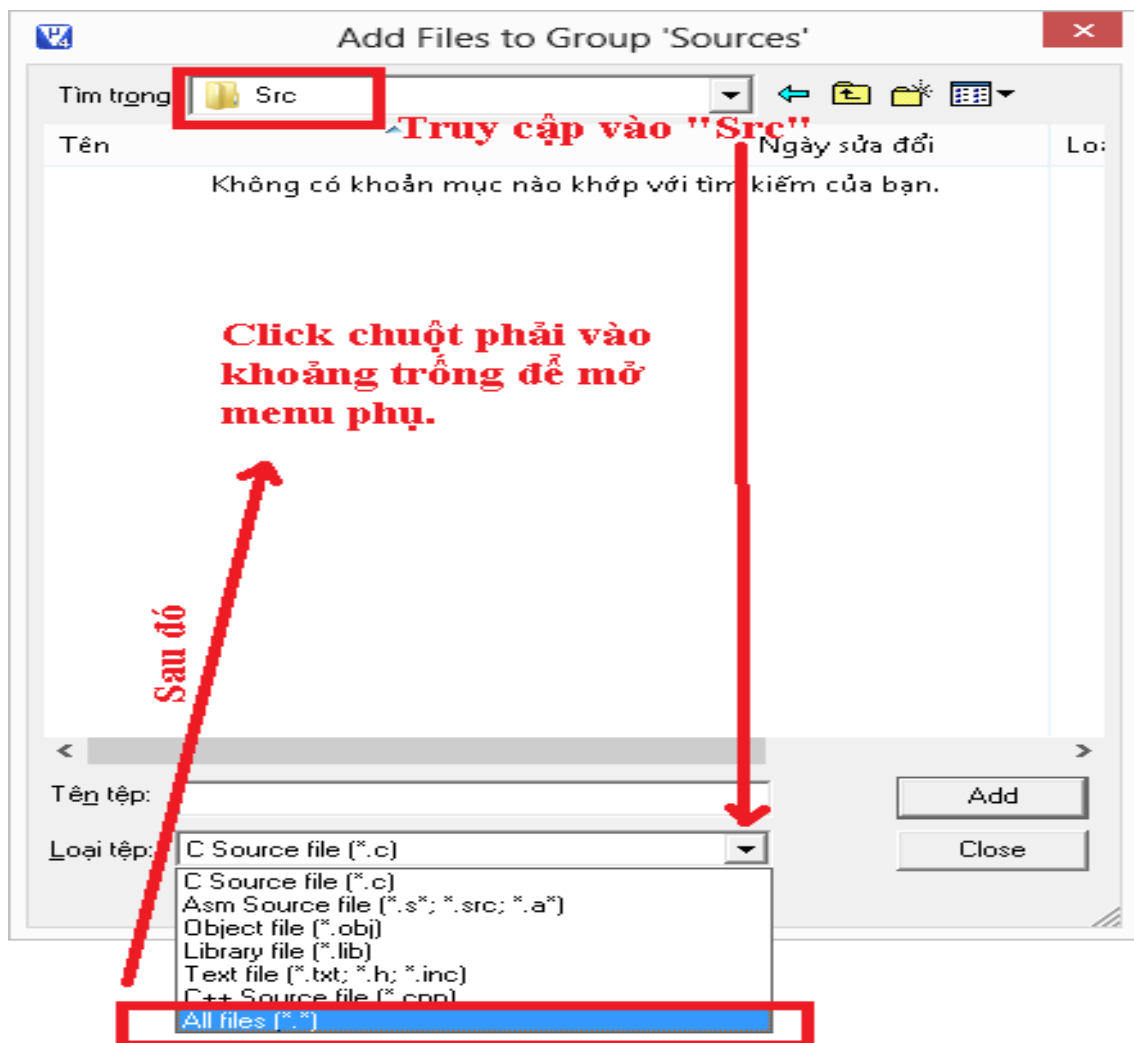 Add Files to Group 'Sources'
Tìm trong
Src
Truy cập vào "Src"
Tên
Ngày sửa đổi
Không có khoản mục nào khớp với tìm kiếm của bạn.
Click chuột phải vào
khoảng trống để mở
menu phụ.
Sau đó
Tên tệp:
Add
Loại tệp:
C Source file (*.c)
Close
C Source file (*.c)
Asm Source file (*.s*; *.src; *.a*)
Object file (*.obj)
Library file (*.lib)
Text file (*.txt; *.h; *.inc)
C++ Source file (*.cpp)
All files (*.*)